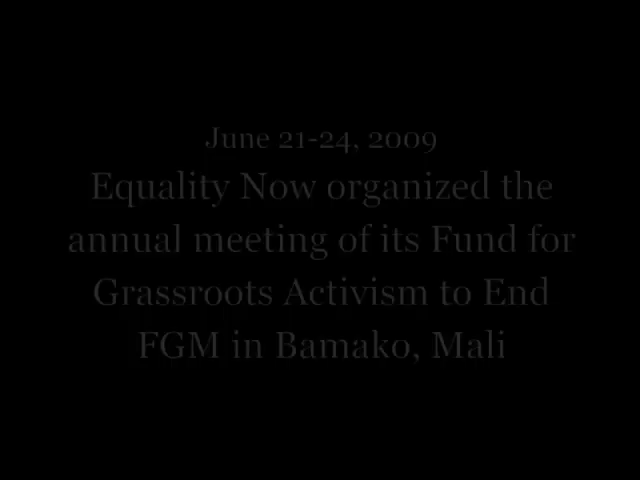 June 21-24, 2009
Equality Now organized the
annual meeting of its Fund for
Grassroots Activism to End
FGM in Bamako, Mali